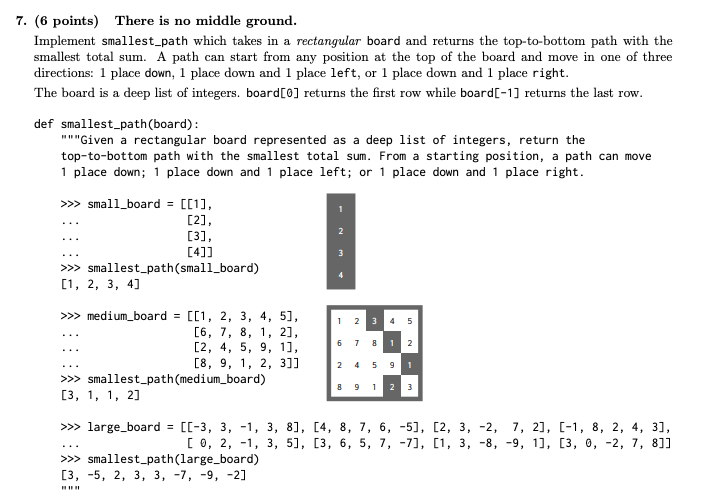 7. (6 points) There is no middle ground.
Implement smallest_path which takes in a rectangular board and returns the top-to-bottom path with the
smallest total sum. A path can start from any position at the top of the board and move in one of three
directions: 1 place down, 1 place down and 1 place left, or 1 place down and 1 place right.
The board is a deep list of integers. board[0] returns the first row while board[-1] returns the last row.
def smallest_path(board):
"""Given a rectangular board represented as a deep list of integers, return the
top-to-bottom path with the smallest total sum. From a starting position, a path can move
1 place down; 1 place down and 1 place left; or 1 place down and 1 place right.
>>> small_board = [[1],
... [2],
... [3],
... [4]]
>>> smallest_path(small_board)
[1, 2, 3, 4]
1
2
3
4
>>> medium_board = [[1, 2, 3, 4, 5],
... [6, 7, 8, 1, 2],
... [2, 4, 5, 9, 1],
... [8, 9, 1, 2, 3]]
>>> smallest_path(medium_board)
[3, 1, 1, 2]
1 2 3 4 5
6 7 8 1 2
2 4 5 9 1
8 9 1 2 3
>>> large_board = [[-3, 3, -1, 3, 8], [4, 8, 7, 6, -5], [2, 3, -2, 7, 2], [-1, 8, 2, 4, 3],
... [ 0, 2, -1, 3, 5], [3, 6, 5, 7, -7], [1, 3, -8, -9, 1], [3, 0, -2, 7, 8]]
>>> smallest_path(large_board)
[3, -5, 2, 3, 3, -7, -9, -2]
"""